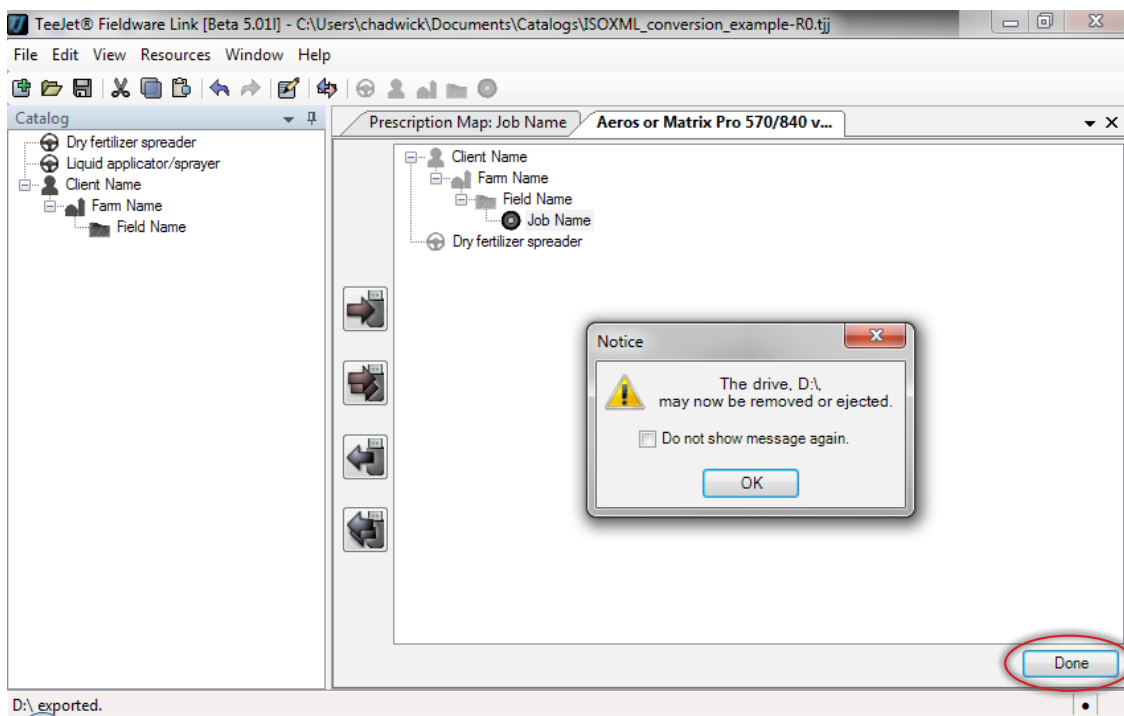 TeeJet® Fieldware Link [Beta 5.01l] - C:\Users\chadwick\Documents\Catalogs\ISOXML_conversion_example-R0.tjj
File Edit View Resources Window Help
Catalog
Dry fertilizer spreader
Liquid applicator/sprayer
Client Name
Farm Name
Field Name
Prescription Map: Job Name
Aeros or Matrix Pro 570/840 v...
Client Name
Farm Name
Field Name
Job Name
Dry fertilizer spreader
Notice
The drive, D:\,
may now be removed or ejected.
Do not show message again.
OK
Done
D:\ exported.